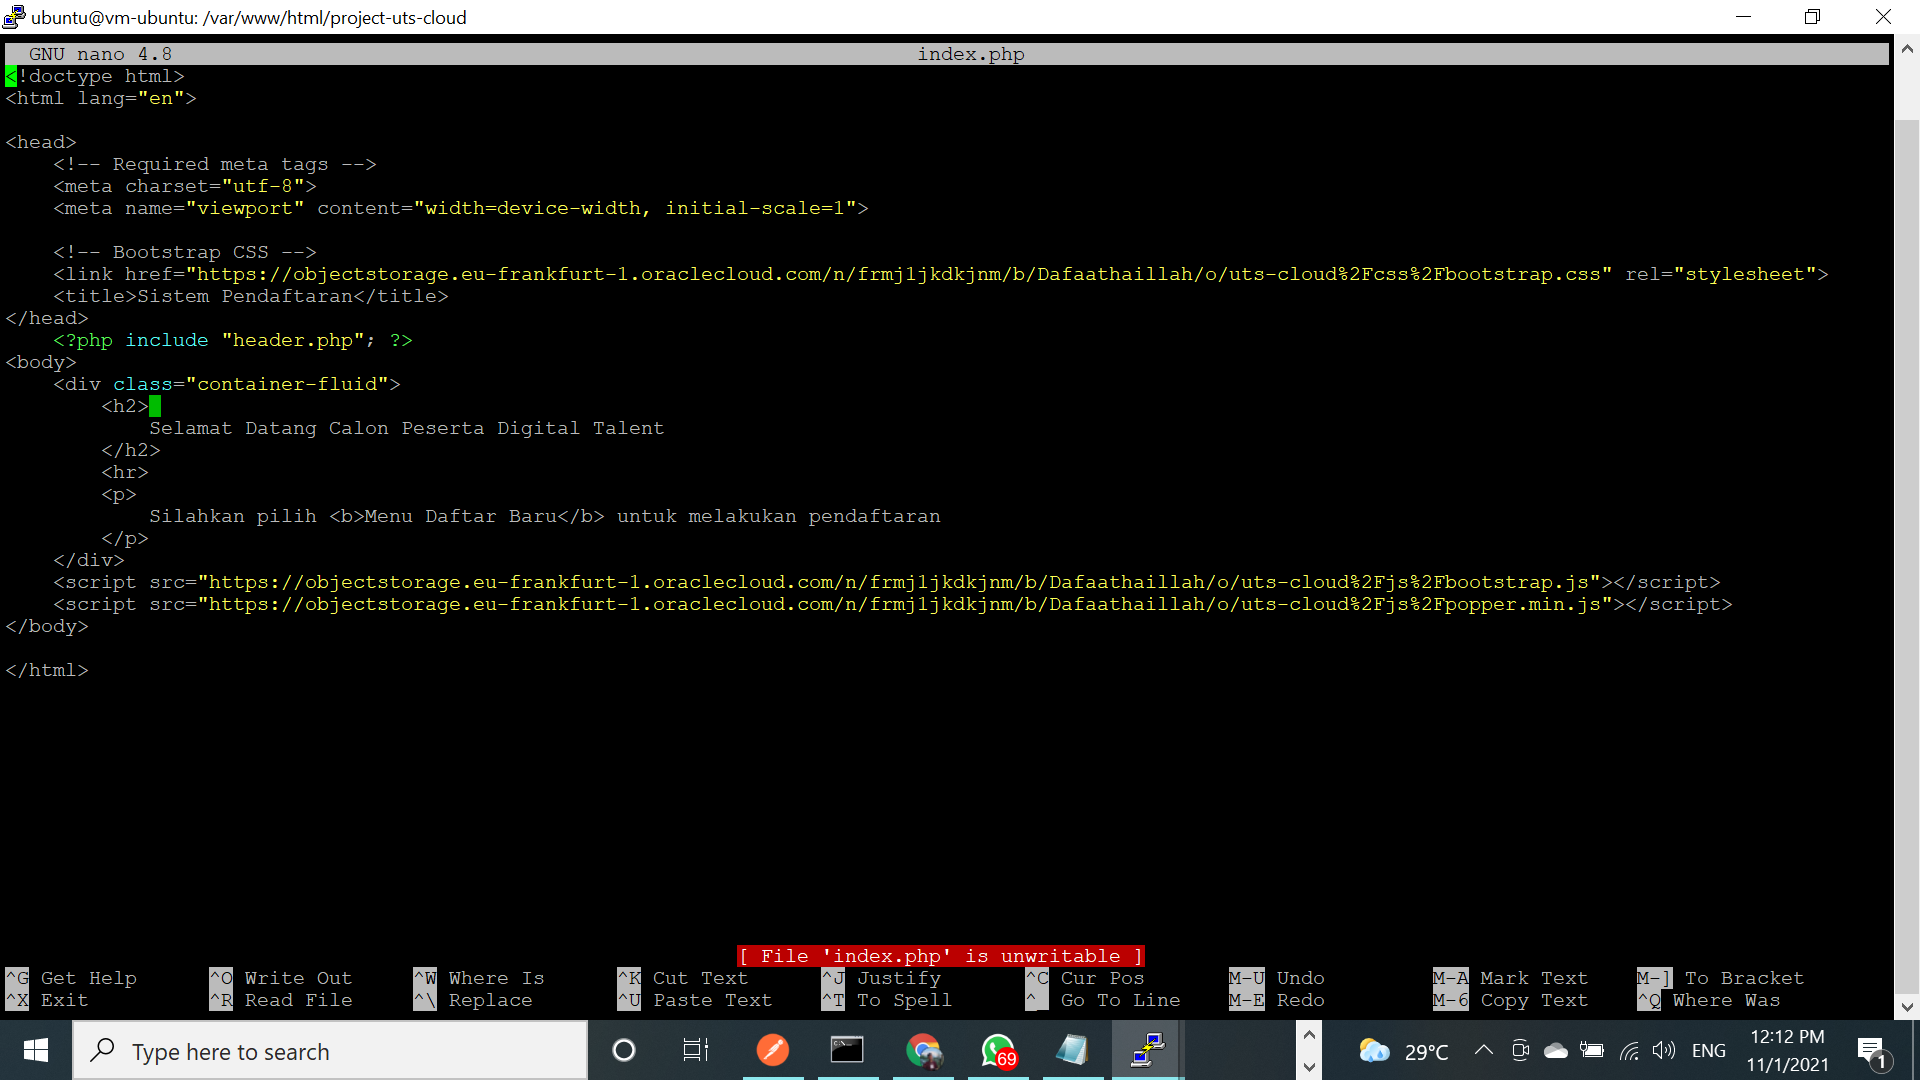 ubuntu@vm-ubuntu: /var/www/html/project-uts-cloud
GNU nano 4.8 index.php
<!doctype html>
<html lang="en">
<head>
<!-- Required meta tags -->
<meta charset="utf-8">
<meta name="viewport" content="width=device-width, initial-scale=1">
<!-- Bootstrap CSS -->
<link href="https://objectstorage.eu-frankfurt-1.oraclecloud.com/n/frmj1jkdkjnm/b/Dafaathaillah/o/uts-cloud%2Fcss%2Fbootstrap.css" rel="stylesheet">
<title>Sistem Pendaftaran</title>
</head>
<?php include "header.php"; ?>
<body>
<div class="container-fluid">
<h2>
Selamat Datang Calon Peserta Digital Talent
</h2>
<hr>
<p>
Silahkan pilih <b>Menu Daftar Baru</b> untuk melakukan pendaftaran
</p>
</div>
<script src="https://objectstorage.eu-frankfurt-1.oraclecloud.com/n/frmj1jkdkjnm/b/Dafaathaillah/o/uts-cloud%2Fjs%2Fbootstrap.js"></script>
<script src="https://objectstorage.eu-frankfurt-1.oraclecloud.com/n/frmj1jkdkjnm/b/Dafaathaillah/o/uts-cloud%2Fjs%2Fpopper.min.js"></script>
</body>
</html>
[ File 'index.php' is unwritable ]
^G Get Help ^O Write Out ^W Where Is ^K Cut Text ^J Justify ^C Cur Pos M-U Undo M-A Mark Text M-] To Bracket
^X Exit ^R Read File ^\ Replace ^U Paste Text ^T To Spell ^_ Go To Line M-E Redo M-6 Copy Text ^Q Where Was
Type here to search 69 29°C ENG 12:12 PM
11/1/2021 1